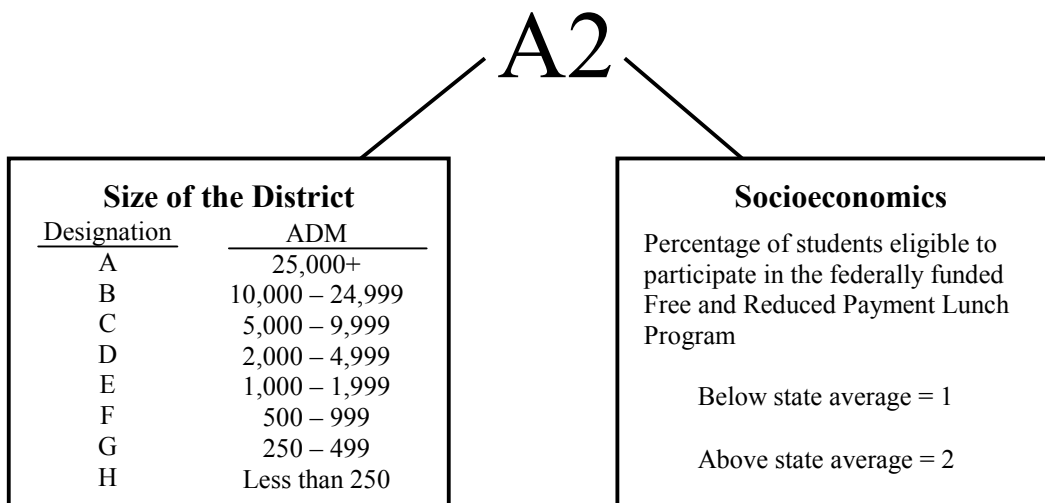 A2
Size of the District
Designation ADM
A 25,000+
B 10,000 – 24,999
C 5,000 – 9,999
D 2,000 – 4,999
E 1,000 – 1,999
F 500 – 999
G 250 – 499
H Less than 250
Socioeconomics
Percentage of students eligible to
participate in the federally funded
Free and Reduced Payment Lunch
Program
Below state average = 1
Above state average = 2